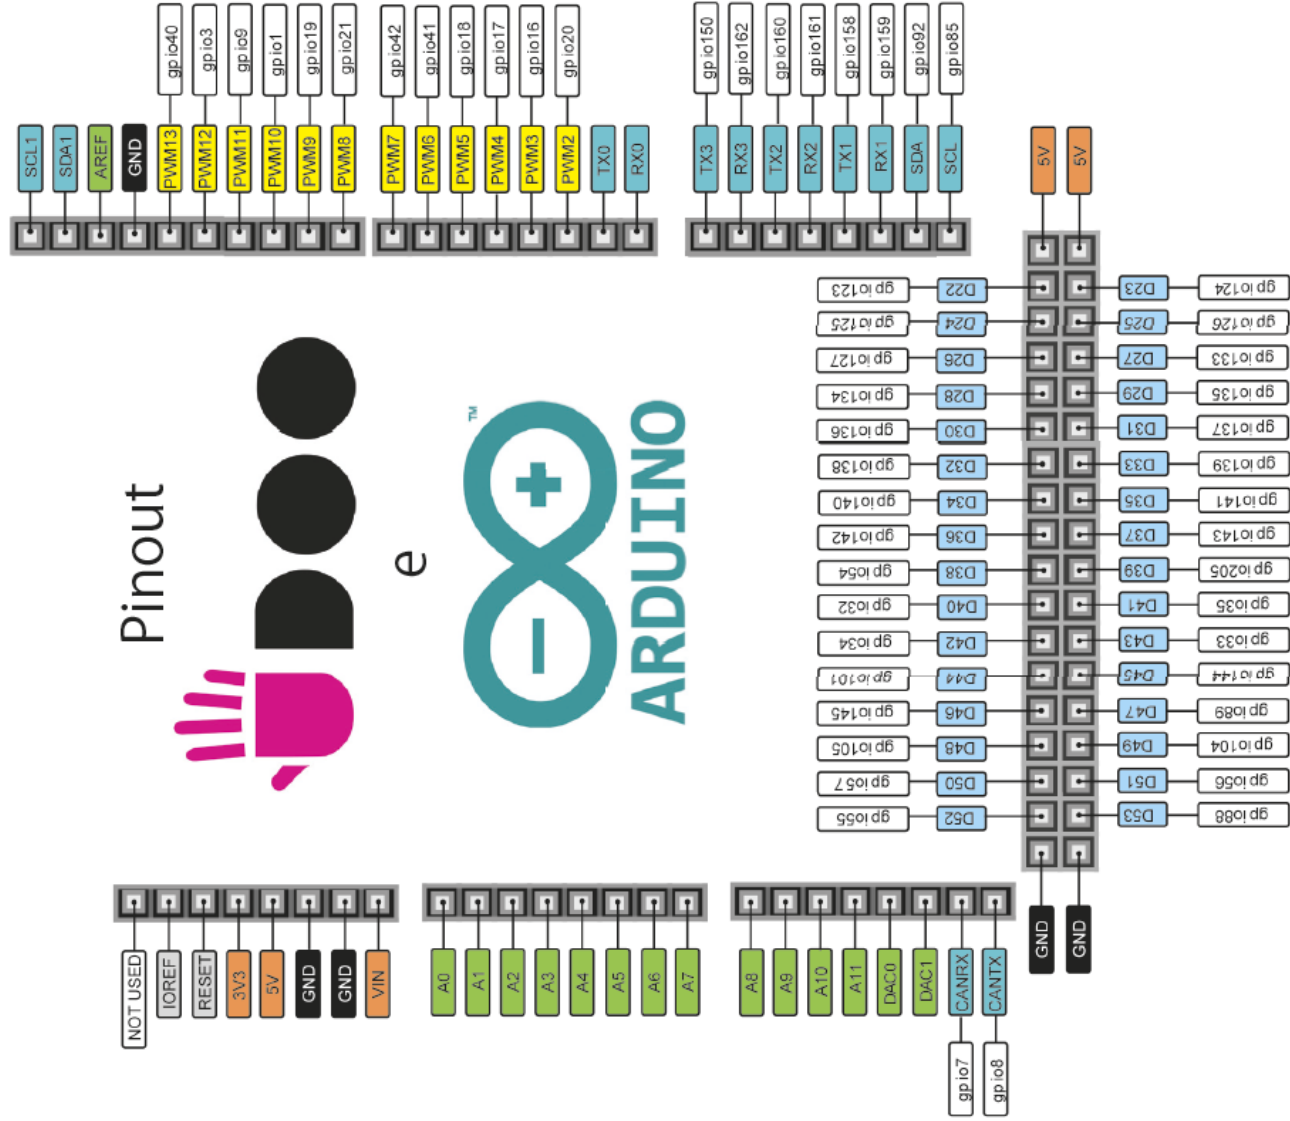 SCL1
SDA1
AREF
GND
PWM13 gpio40
PWM12 gpio3
PWM11 gpio9
PWM10 gpio1
PWM9 gpio19
PWM8 gpio21
PWM7 gpio42
PWM6 gpio41
PWM5 gpio18
PWM4 gpio17
PWM3 gpio16
PWM2 gpio20
TX0
RX0
TX3 gpio150
RX3 gpio162
TX2 gpio160
RX2 gpio161
TX1 gpio158
RX1 gpio159
SDA gpio92
SCL gpio85
5V
5V
gpio123 D22 D23 gpio124
gpio125 D24 D25 gpio126
gpio127 D26 D27 gpio133
gpio134 D28 D29 gpio135
gpio136 D30 D31 gpio137
gpio138 D32 D33 gpio139
gpio140 D34 D35 gpio141
gpio142 D36 D37 gpio143
gpio54 D38 D39 gpio205
gpio32 D40 D41 gpio35
gpio34 D42 D43 gpio33
gpio101 D44 D45 gpio144
gpio145 D46 D47 gpio89
gpio105 D48 D49 gpio104
gpio57 D50 D51 gpio56
gpio55 D52 D53 gpio88
GND
GND
Pinout
e
ARDUINO
TM
NOT USED
IOREF
RESET
3V3
5V
GND
GND
VIN
A0
A1
A2
A3
A4
A5
A6
A7
A8
A9
A10
A11
DAC0
DAC1
CANRX gpio7
CANTX gpio8